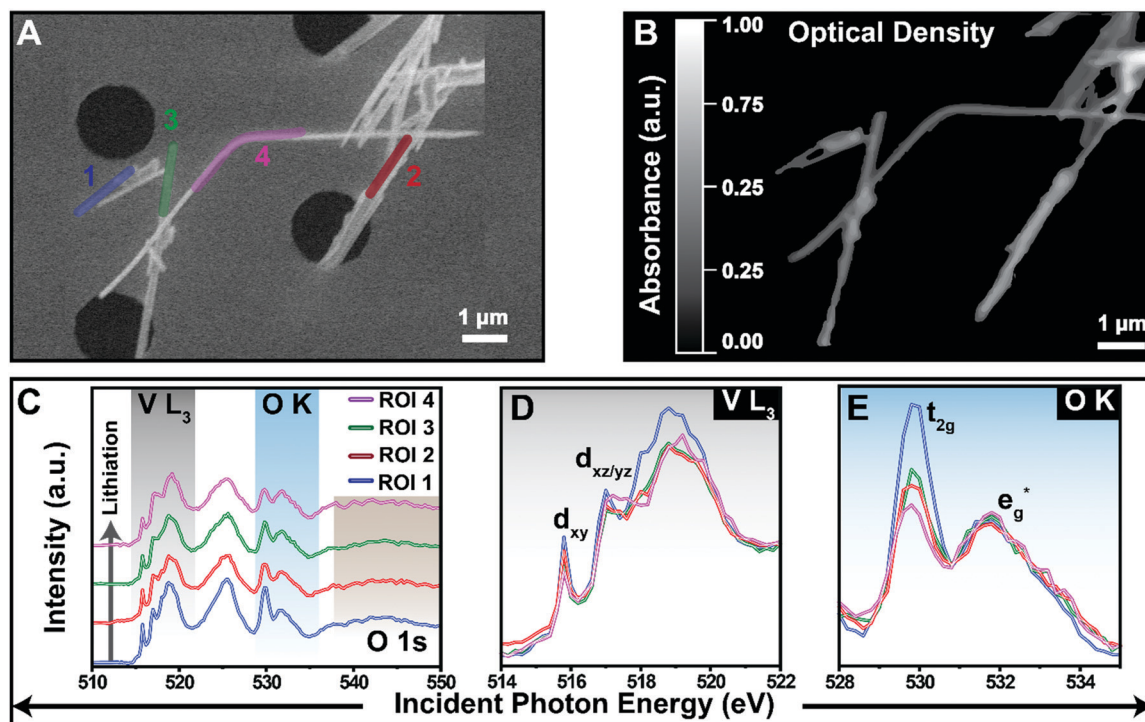 A
1
3
4
2
1 µm
B
Optical Density
Absorbance (a.u.)
1.00
0.75
0.25
0.25
0.00
1 µm
C
V L3
O K
ROI 4
ROI 3
ROI 2
ROI 1
Lithiation
O 1s
Intensity (a.u.)
510
520
530
540
550
D
V L3
dxy
dxz/yz
514
516
518
520
522
E
O K
t2g
eg*
528
530
532
534
Incident Photon Energy (eV)